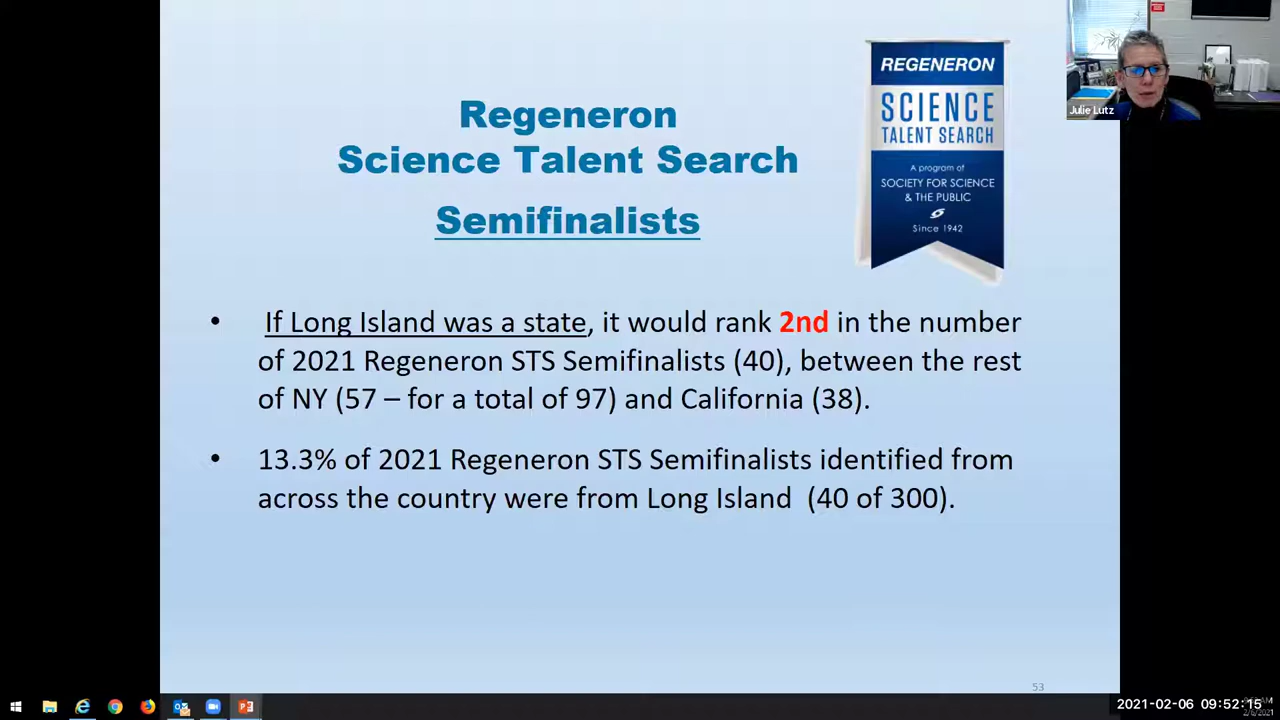 REGENERON
SCIENCE
TALENT SEARCH
A program of
SOCIETY FOR SCIENCE
& THE PUBLIC
Since 1942
Julie Lutz
Regeneron
Science Talent Search
Semifinalists
• If Long Island was a state, it would rank 2nd in the number
of 2021 Regeneron STS Semifinalists (40), between the rest
of NY (57 – for a total of 97) and California (38).
• 13.3% of 2021 Regeneron STS Semifinalists identified from
across the country were from Long Island (40 of 300).
53
2021-02-06 09:52:15